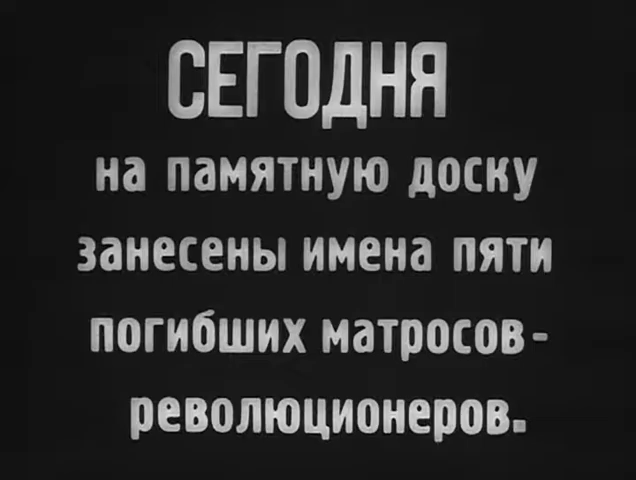 СЕГОДНЯ
на памятную доску
занесены имена пяти
погибших матросов-
революционеров.